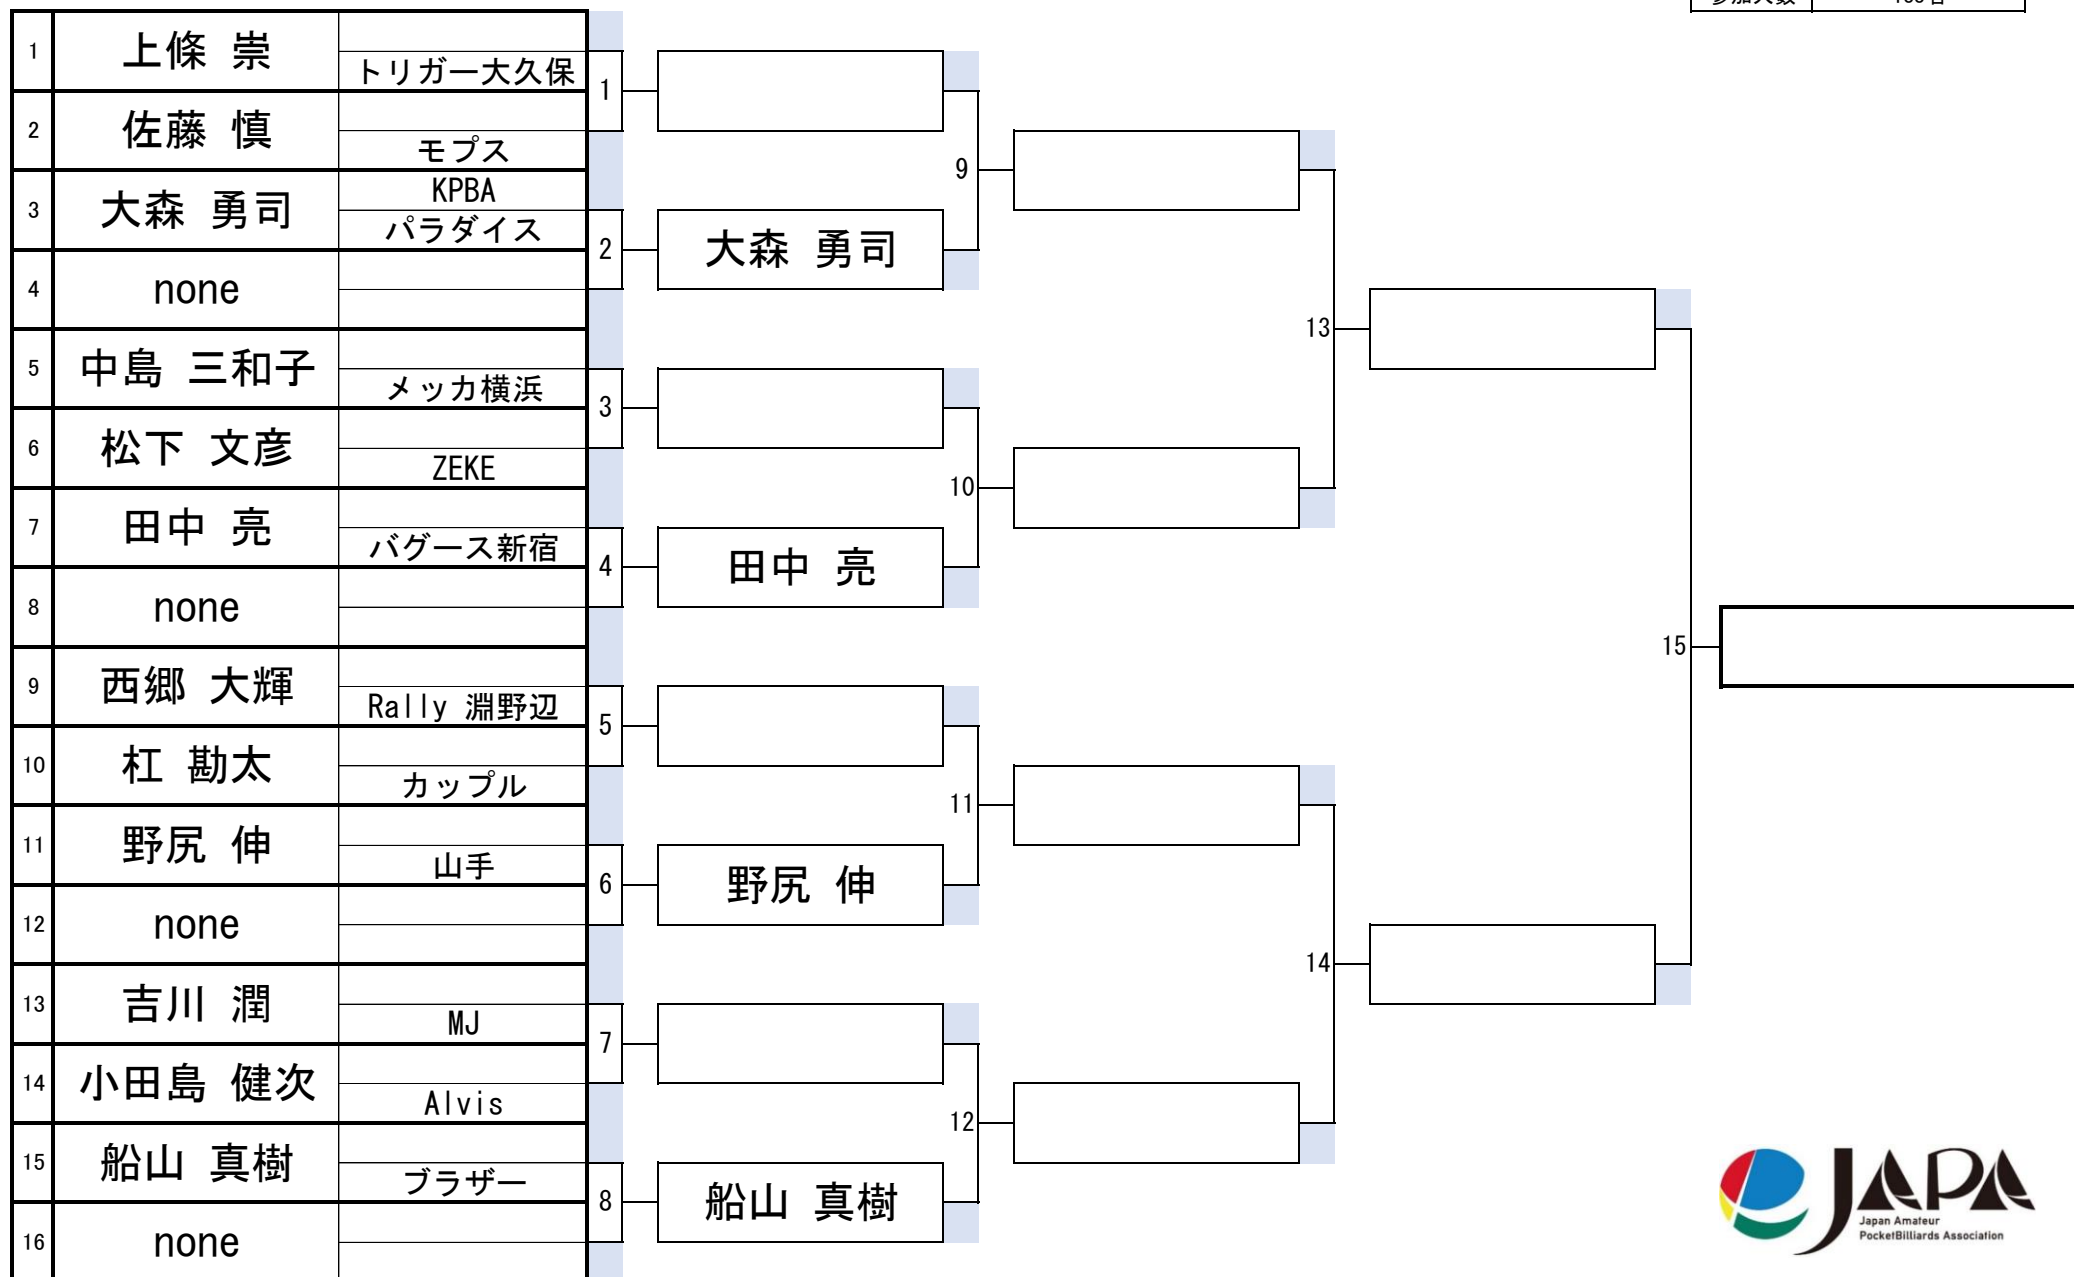 1
上條 崇
トリガー大久保
2
佐藤 慎
モプス
1
3
大森 勇司
KPBA
パラダイス
4
none
2
大森 勇司
9
5
中島 三和子
メッカ横浜
6
松下 文彦
ZEKE
3
7
田中 亮
バグース新宿
8
none
4
田中 亮
10
13
9
西郷 大輝
Rally 淵野辺
10
杠 勘太
カップル
5
11
野尻 伸
山手
12
none
6
野尻 伸
11
13
吉川 潤
MJ
14
小田島 健次
Alvis
7
15
船山 真樹
ブラザー
16
none
8
船山 真樹
12
14
15
JAPA
Japan Amateur
PocketBilliards Association